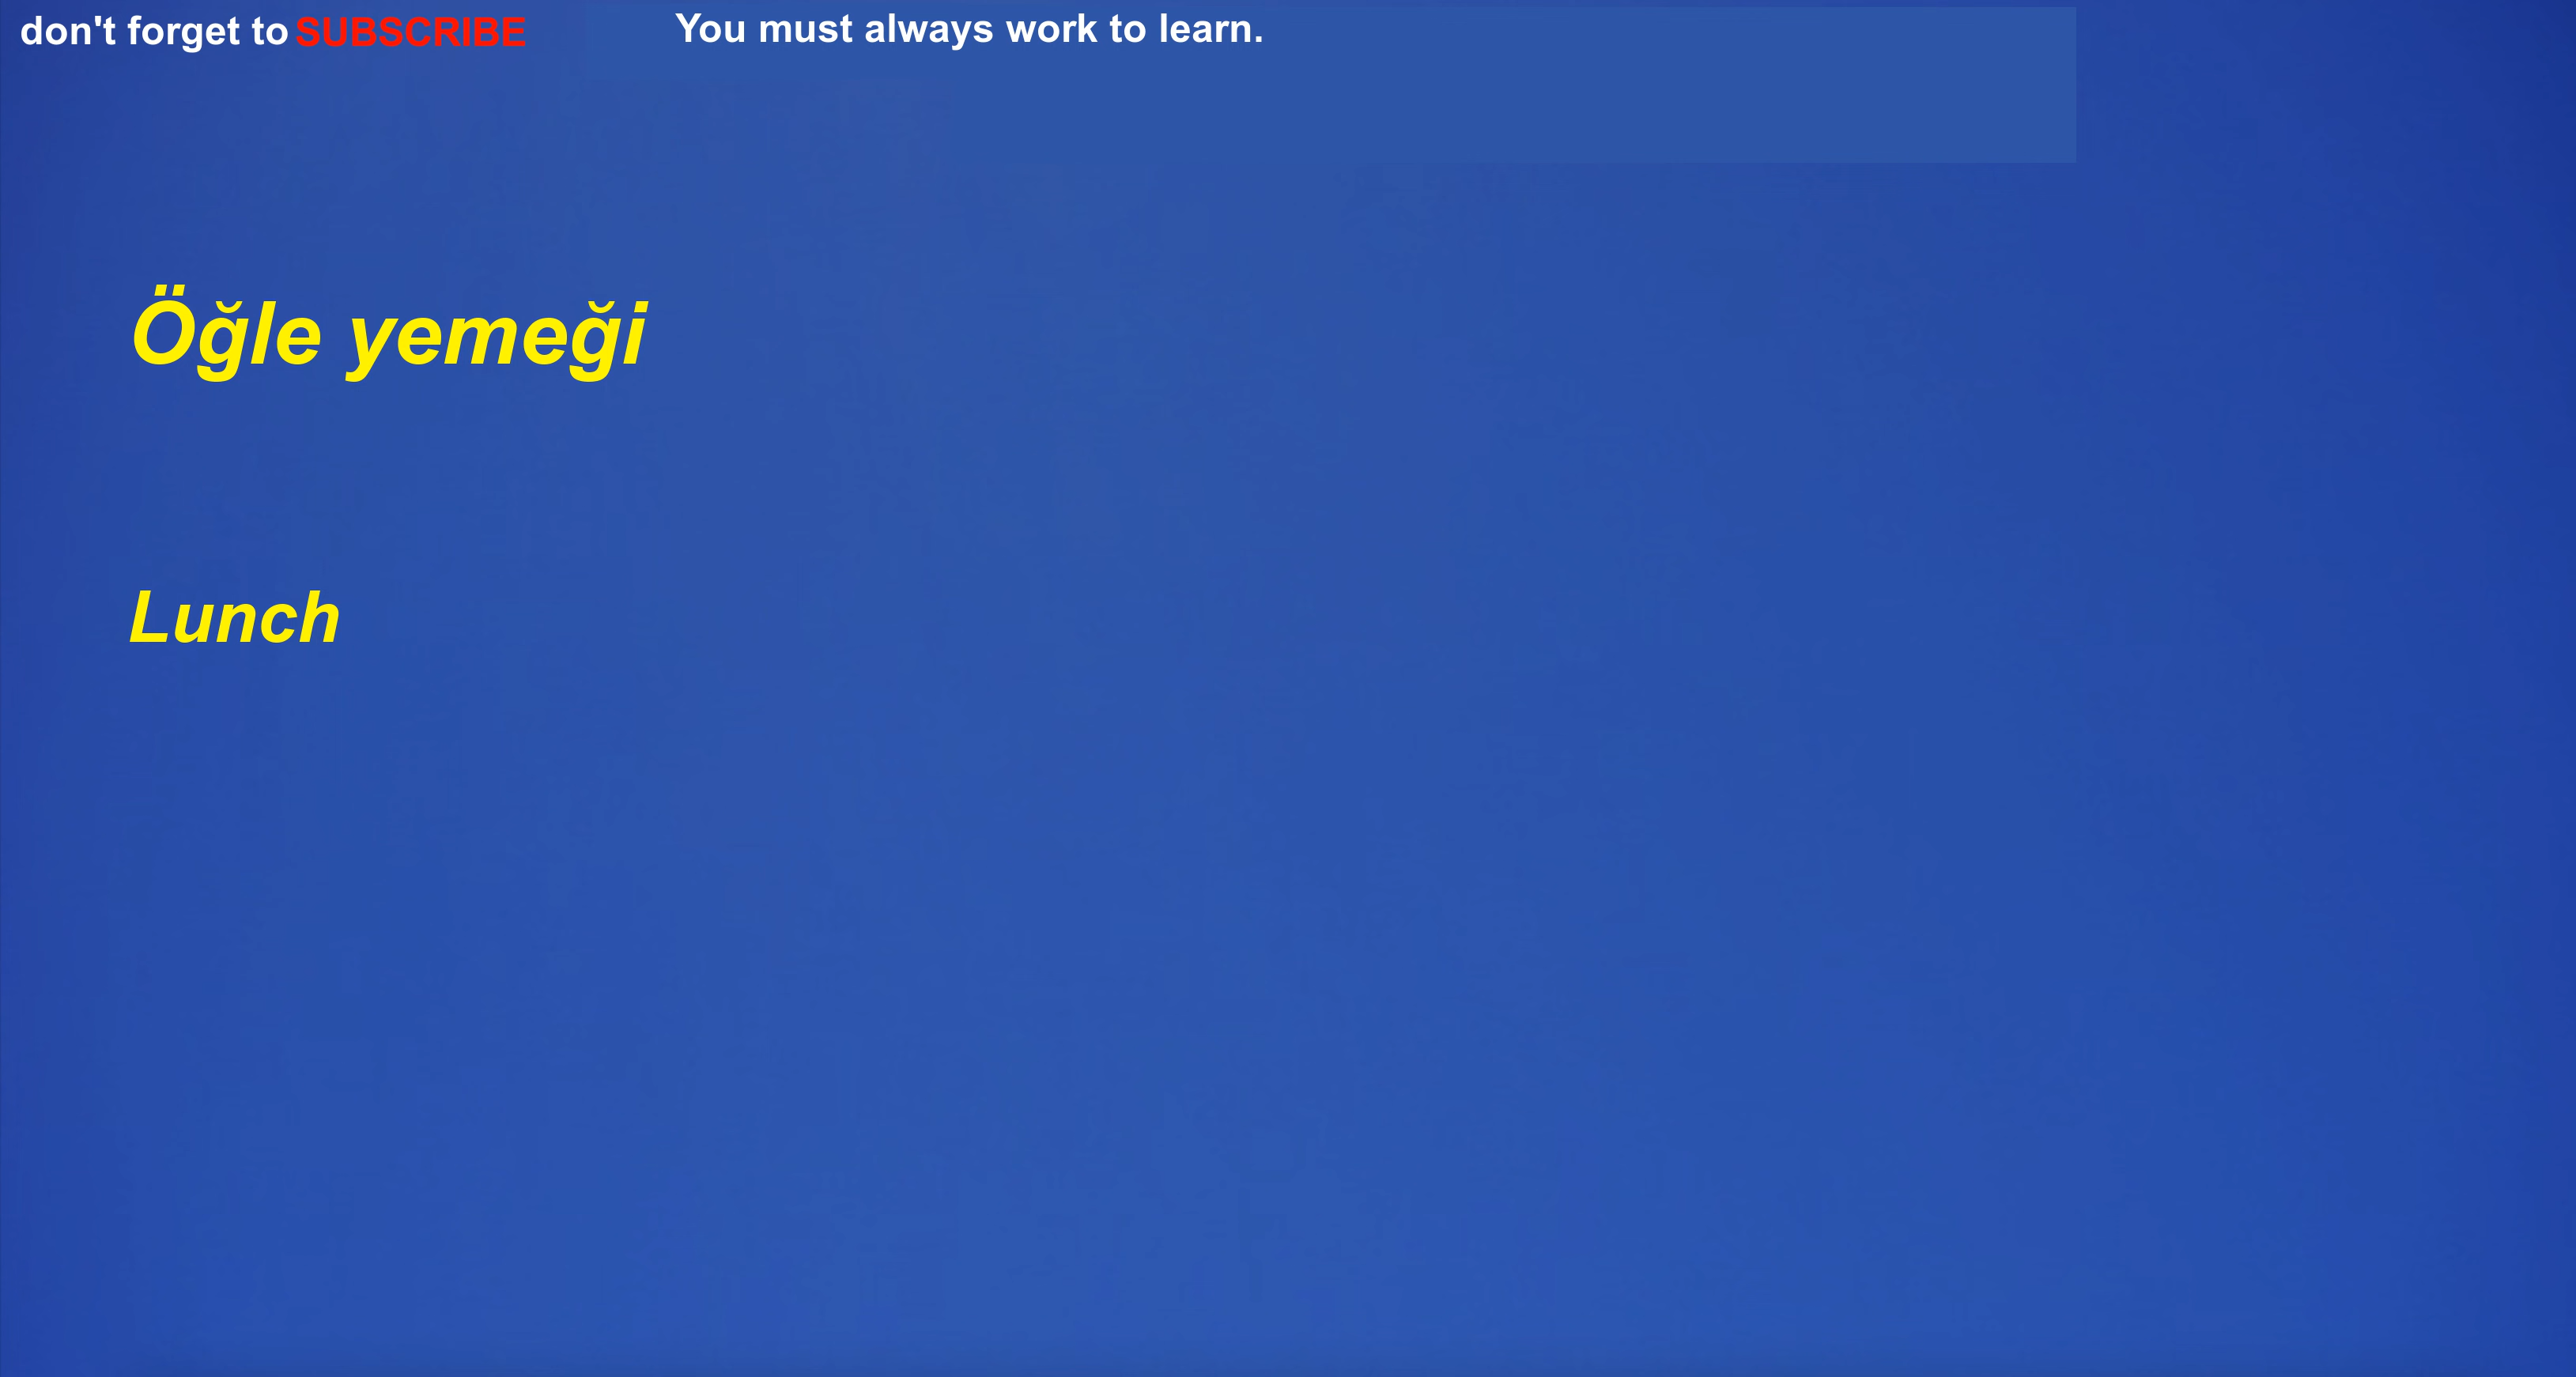 don't forget to SUBSCRIBE
You must always work to learn.
Öğle yemeği
Lunch